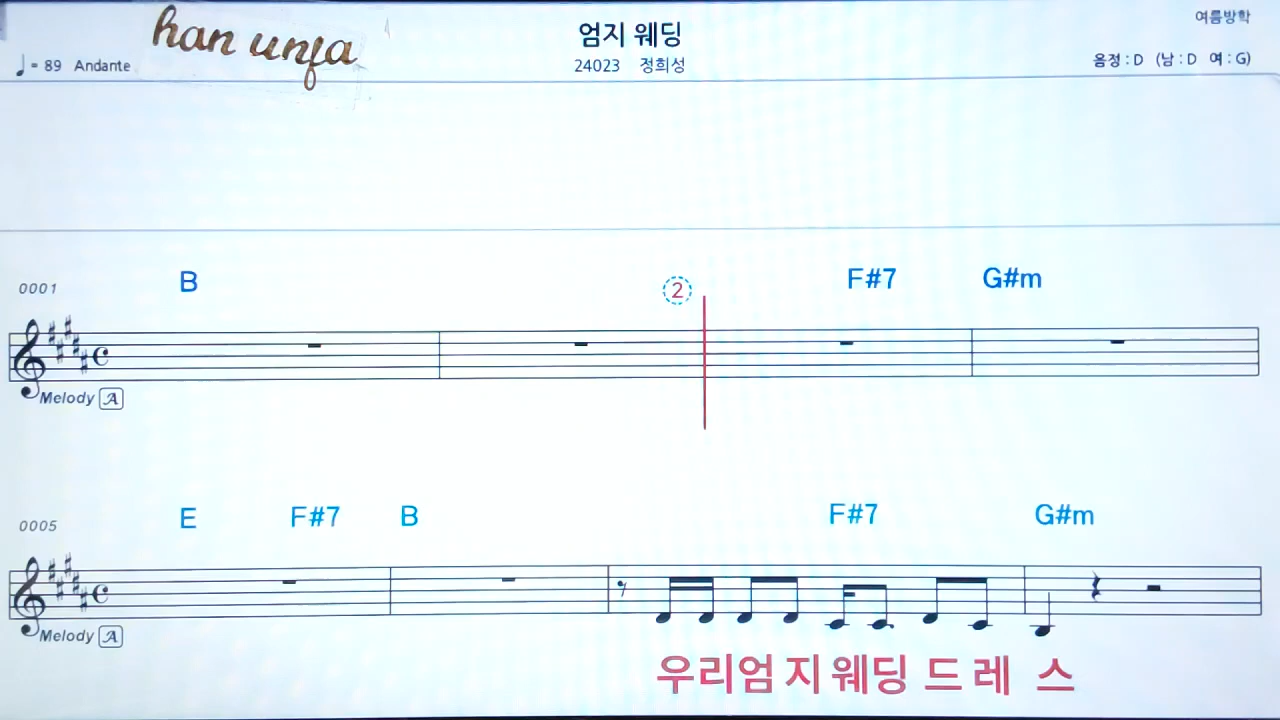 han unfa
엄지 웨딩
여름방학
♩= 89 Andante
24023 정희성
음정 : D (남 : D 여 : G)
0001
B
②
F#7
G#m
Melody A
0005
E
F#7
B
F#7
G#m
Melody A
우리엄 지 웨딩 드 레 스